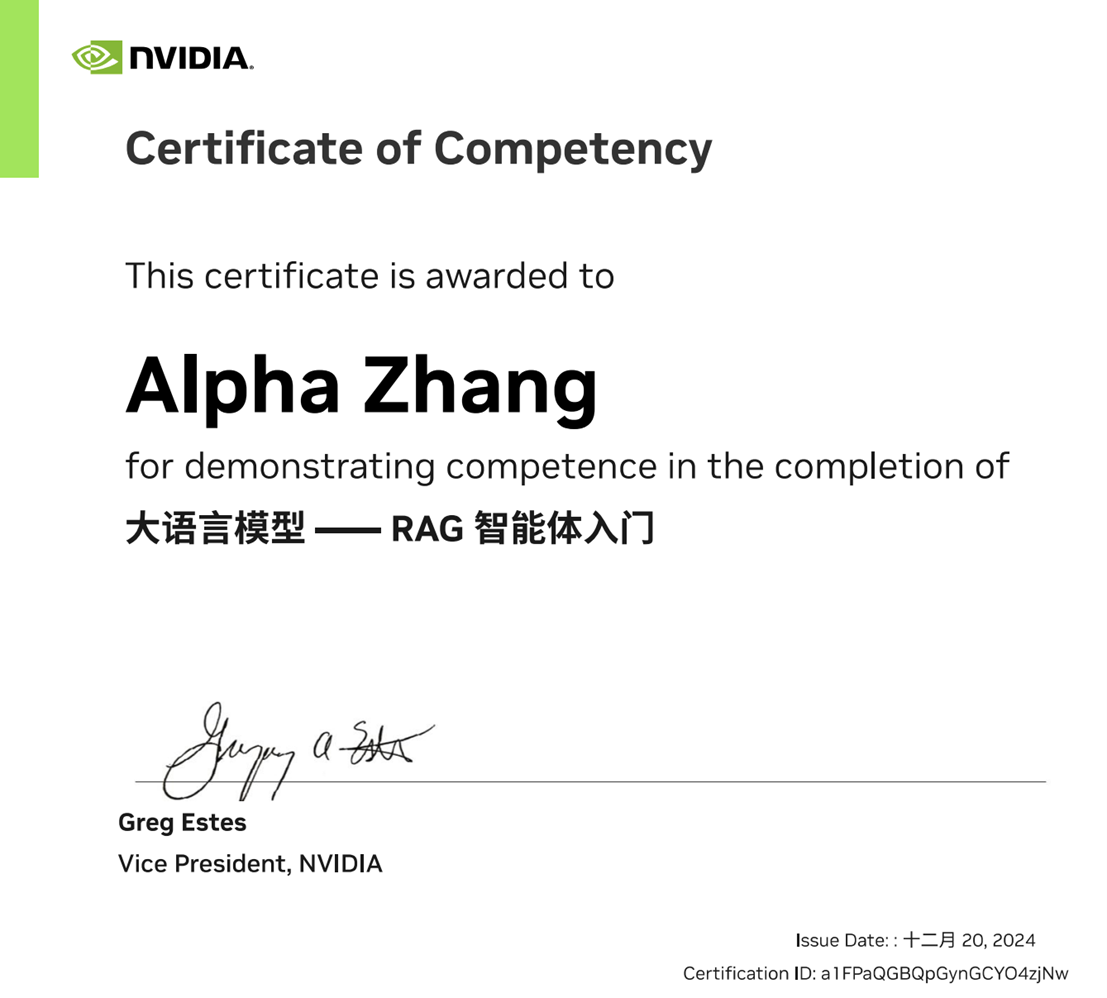 NVIDIA.
Certificate of Competency
This certificate is awarded to
Alpha Zhang
for demonstrating competence in the completion of
大语言模型 —— RAG 智能体入门
Gregory A Estes
Greg Estes
Vice President, NVIDIA
Issue Date: : 十二月 20, 2024
Certification ID: a1FPaQGBQpGynGCYO4zjNw